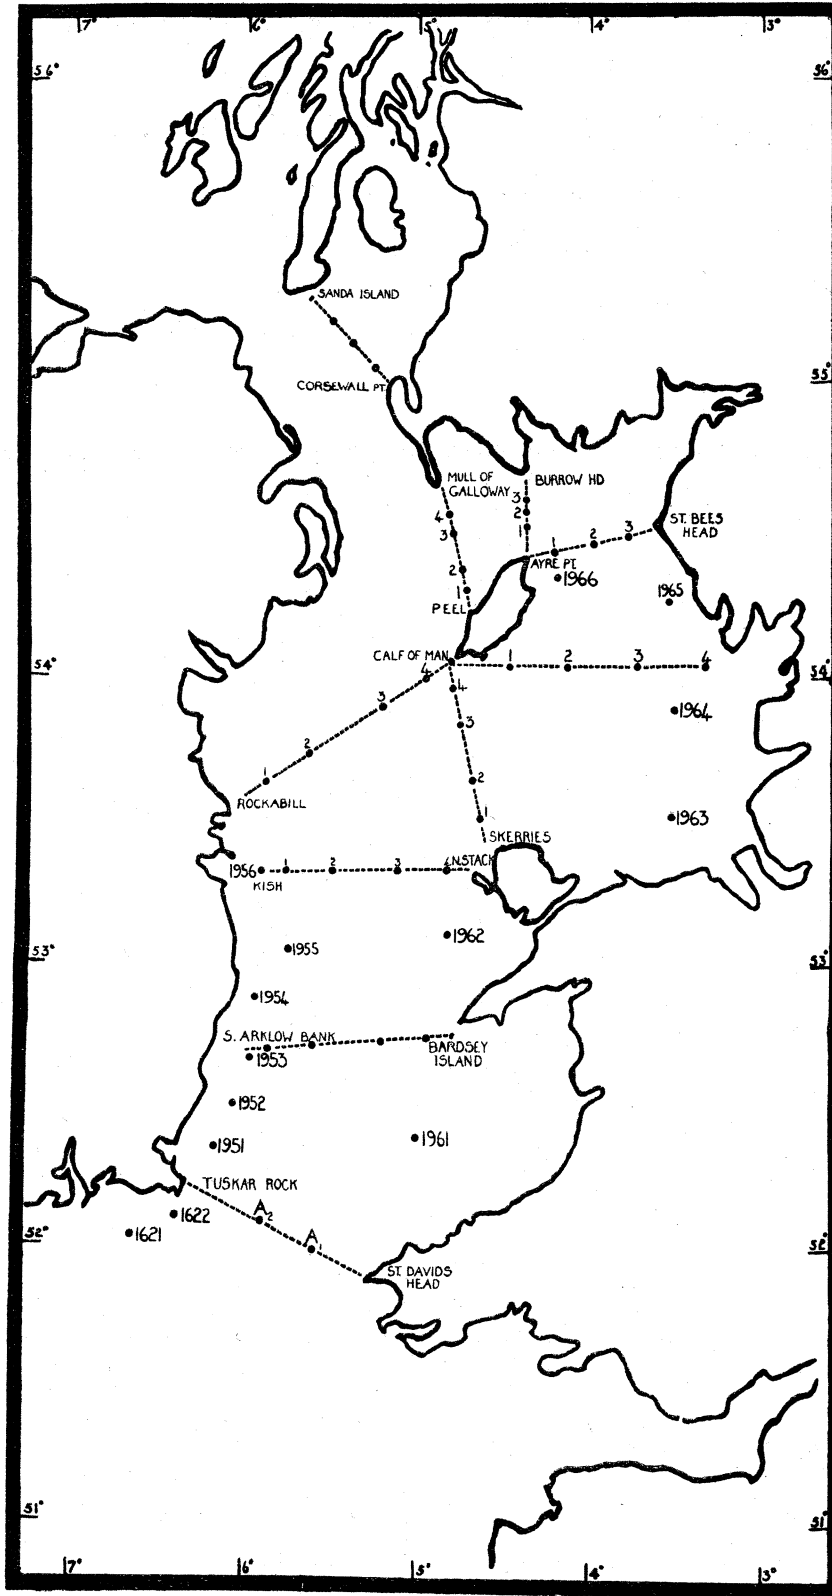 7° 6° 5° 4° 3°
56° 56°
SANDA ISLAND
55°
CORSEWALL PT.
MULL OF
GALLOWAY
BURROW HD
3
4
2
3
1
ST. BEES
HEAD
1 2 3
AYRE PT.
2
1966
1
1965
PEEL
CALF OF MAN
1 2 3 4
54° 54°
4
4
3
3
1964
2
1
2
ROCKABILL
1
1963
SKERRIES
N.STACK
1956 1 2 3 4
KISH
1962
1955
53° 53°
1954
S. ARKLOW BANK
1953
BARDSEY
ISLAND
1952
1951
1961
TUSKAR ROCK
1622
A2
1621
A1
52° 52°
ST. DAVIDS
HEAD
51° 51°
7° 6° 5° 4° 3°